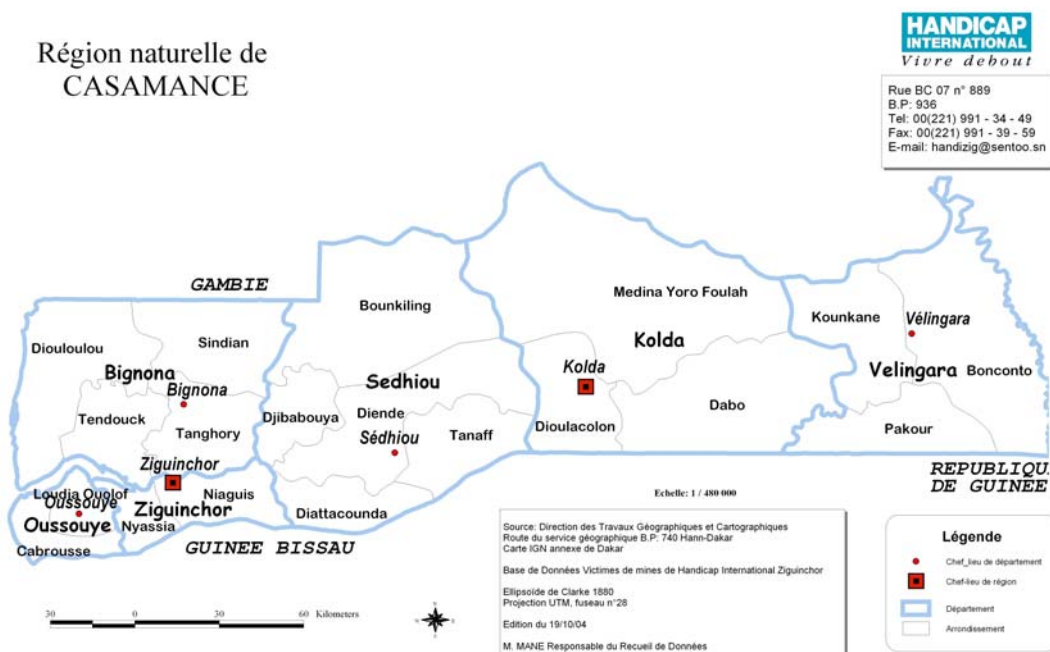 Région naturelle de
CASAMANCE
HANDICAP
INTERNATIONAL
Vivre debout
Rue BC 07 n° 889
B.P: 936
Tel: 00(221) 991 - 34 - 49
Fax: 00(221) 991 - 39 - 59
E-mail: handizig@sentoo.sn
GAMBIE
Bounkiling
Medina Yoro Foulah
Kounkane
Vélingara
Diouloulou
Sindian
Kolda
Bignona
Bignona
Sedhiou
Kolda
Velingara
Bonconto
Tendouck
Djibabouya
Diende
Dabo
Tanghory
Sédhiou
Tanaff
Dioulacolon
Pakour
Ziguinchor
REPUBLIQU
DE GUINEE
Loudia Ouolof
Niaguis
Oussouye
Ziguinchor
Diattacounda
Oussouye
Nyassia
Cabrousse
GUINEE BISSAU
Echelle: 1 / 480 000
Source: Direction des Travaux Géographiques et Cartographiques
Route du service géographique B.P: 740 Hann-Dakar
Carte IGN annexe de Dakar
Base de Données Victimes de mines de Handicap International Ziguinchor
Ellipsoïde de Clarke 1880
Projection UTM, fuseau n°28
Edition du 19/10/04
M. MANE Responsable du Recueil de Données
Légende
Chef_lieu de département
Chef-lieu de région
Département
Arrondissement
30 0 30 60 Kilometers